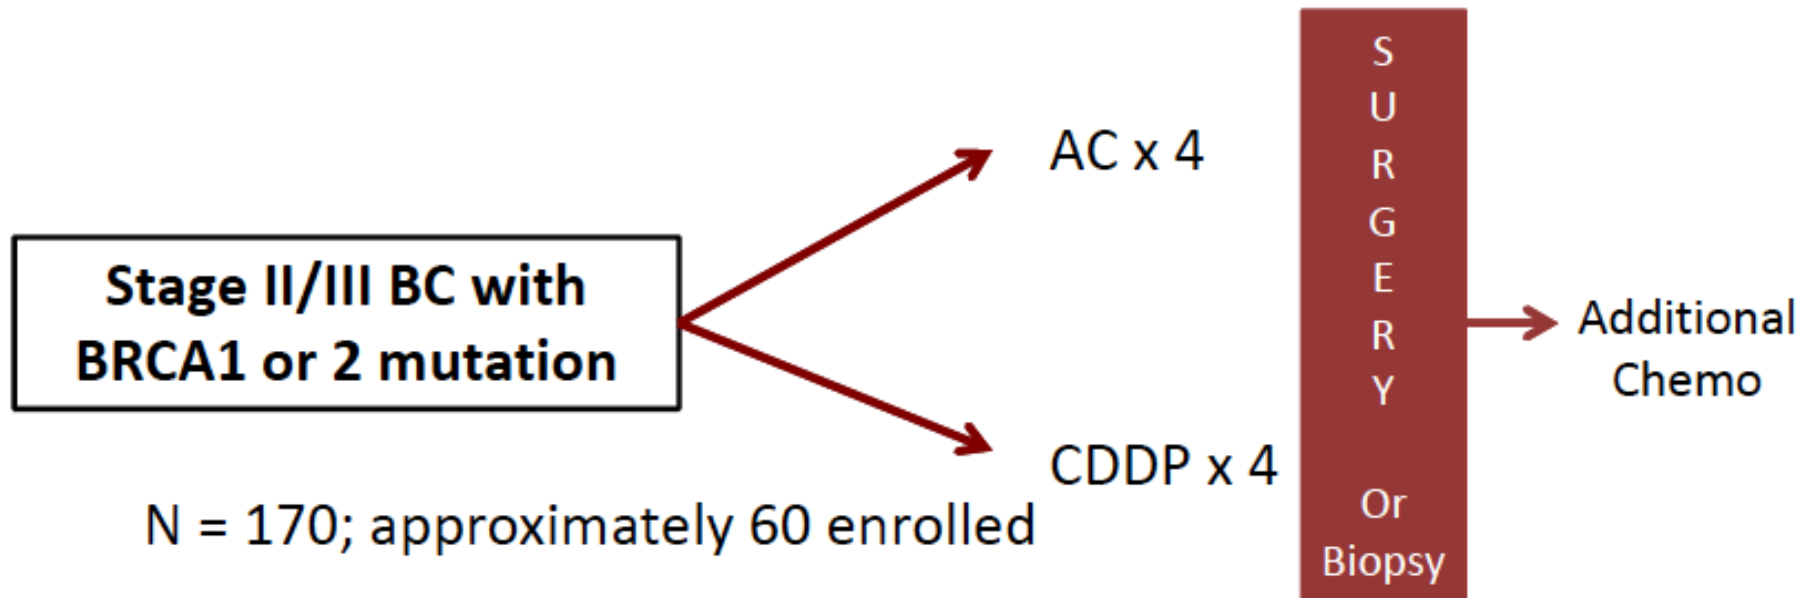 Stage II/III BC with
BRCA1 or 2 mutation
N = 170; approximately 60 enrolled
AC x 4
CDDP x 4
S
U
R
G
E
R
Y
Or
Biopsy
Additional
Chemo